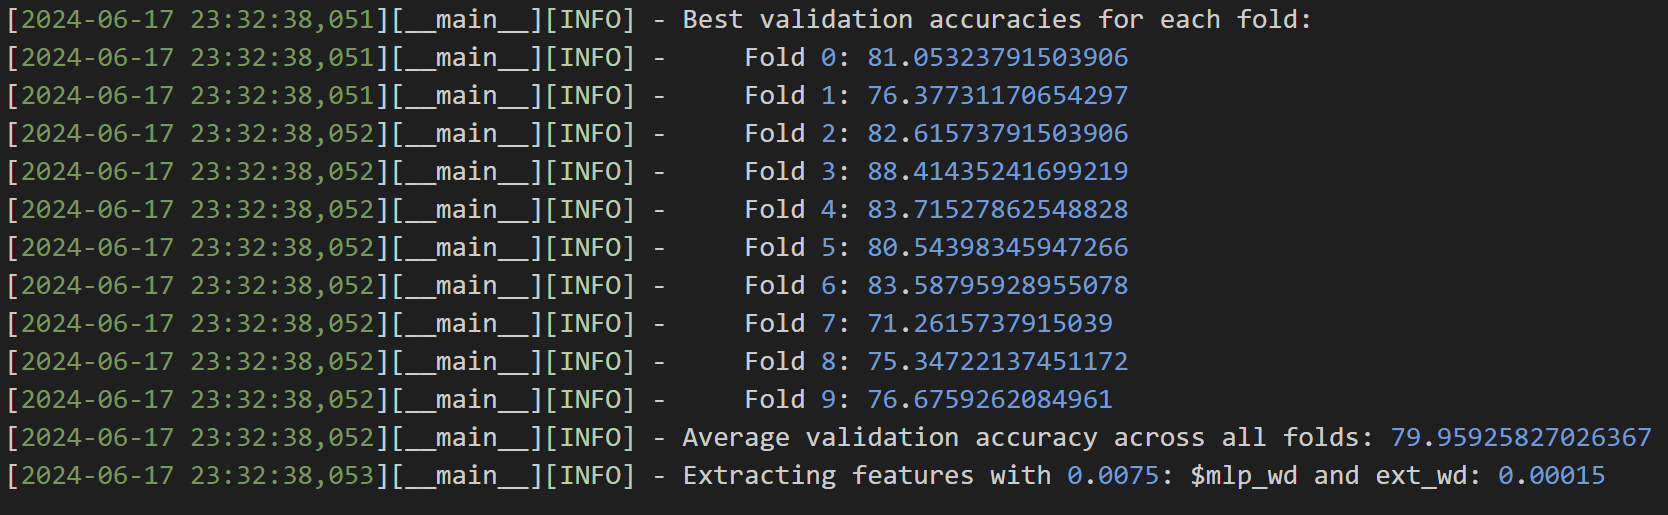 [2024-06-17 23:32:38,051][__main__][INFO] - Best validation accuracies for each fold:
[2024-06-17 23:32:38,051][__main__][INFO] -     Fold 0: 81.05323791503906
[2024-06-17 23:32:38,051][__main__][INFO] -     Fold 1: 76.37731170654297
[2024-06-17 23:32:38,052][__main__][INFO] -     Fold 2: 82.61573791503906
[2024-06-17 23:32:38,052][__main__][INFO] -     Fold 3: 88.41435241699219
[2024-06-17 23:32:38,052][__main__][INFO] -     Fold 4: 83.71527862548828
[2024-06-17 23:32:38,052][__main__][INFO] -     Fold 5: 80.54398345947266
[2024-06-17 23:32:38,052][__main__][INFO] -     Fold 6: 83.58795928955078
[2024-06-17 23:32:38,052][__main__][INFO] -     Fold 7: 71.2615737915039
[2024-06-17 23:32:38,052][__main__][INFO] -     Fold 8: 75.34722137451172
[2024-06-17 23:32:38,052][__main__][INFO] -     Fold 9: 76.6759262084961
[2024-06-17 23:32:38,052][__main__][INFO] - Average validation accuracy across all folds: 79.95925827026367
[2024-06-17 23:32:38,053][__main__][INFO] - Extracting features with 0.0075: $mlp_wd and ext_wd: 0.00015